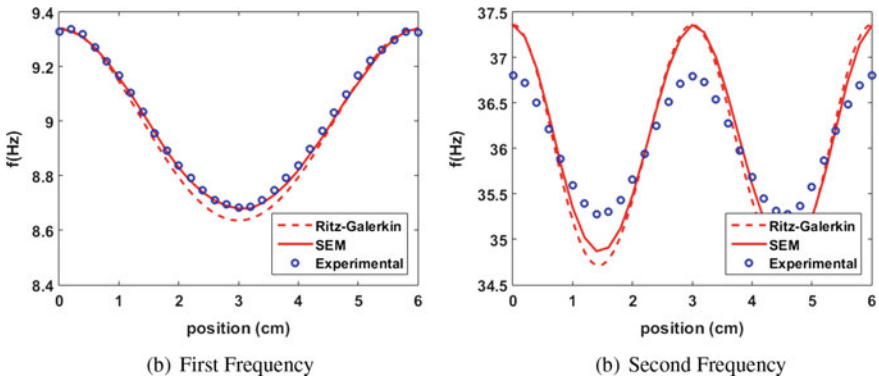 9.4
9.2
9
8.8
8.6
8.4
f(Hz)
0 1 2 3 4 5 6
position (cm)
Ritz-Galerkin
SEM
Experimental
(b) First Frequency
37.5
37
36.5
36
35.5
35
34.5
f(Hz)
0 1 2 3 4 5 6
position (cm)
Ritz-Galerkin
SEM
Experimental
(b) Second Frequency